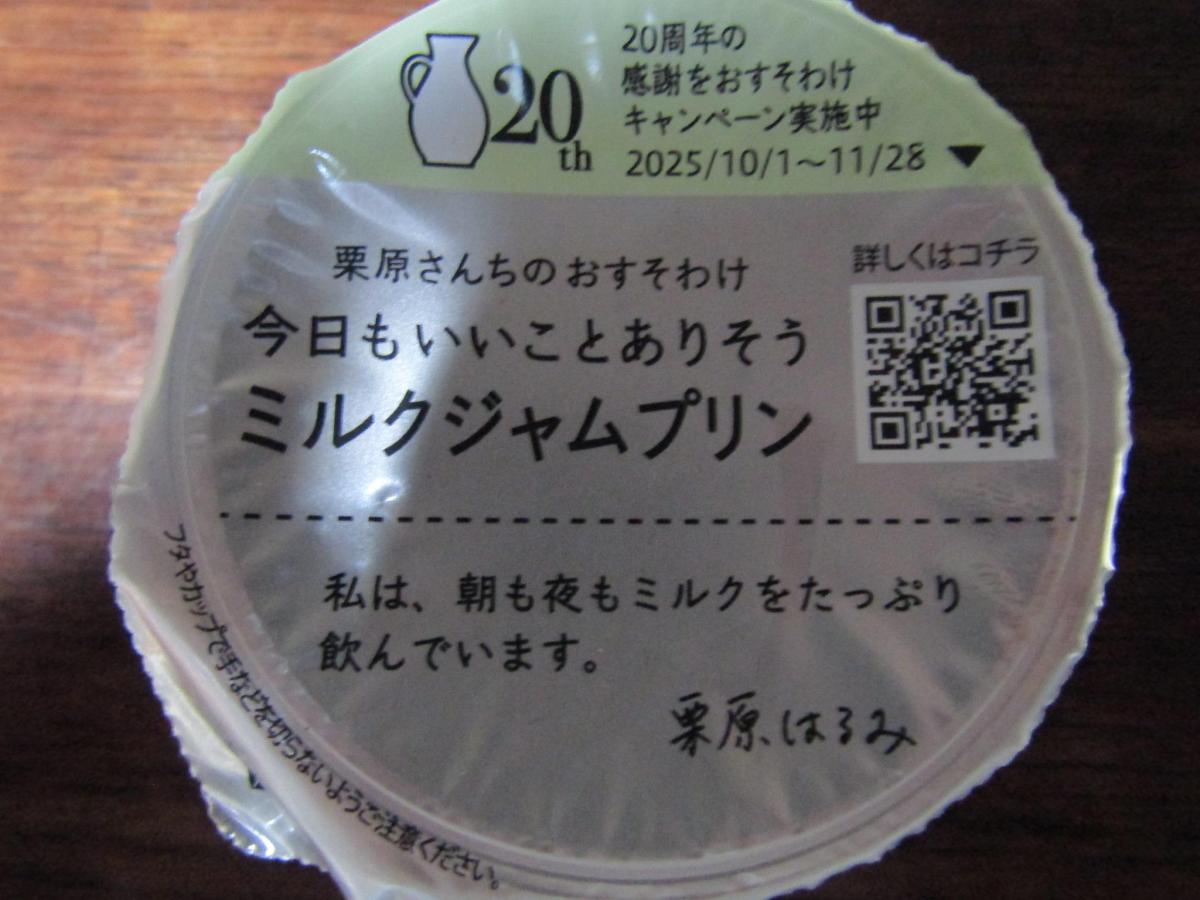 20th
20周年の
感謝をおすそわけ
キャンペーン実施中
2025/10/1~11/28 ▼
栗原さんちのおすそわけ
今日もいいことありそう
ミルクジャムプリン
詳しくはコチラ
私は、朝も夜もミルクをたっぷり
飲んでいます。
栗原はるみ
フタやカップで手などを切らないようご注意ください。